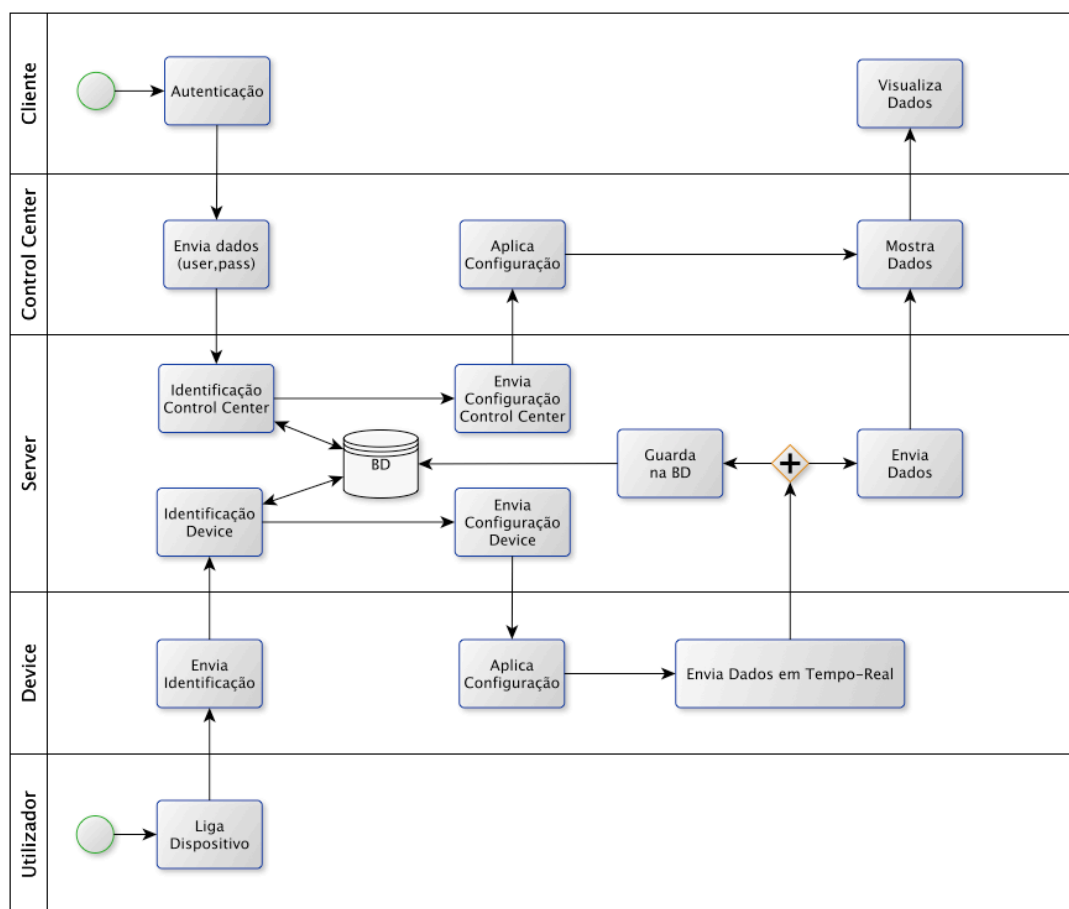 Cliente
Autenticação
Visualiza
Dados
Control Center
Envia dados
(user,pass)
Aplica
Configuração
Mostra
Dados
Server
Identificação
Control Center
Envia
Configuração
Control Center
BD
Guarda
na BD
Envia
Dados
Identificação
Device
Envia
Configuração
Device
Device
Envia
Identificação
Aplica
Configuração
Envia Dados em Tempo-Real
Utilizador
Liga
Dispositivo